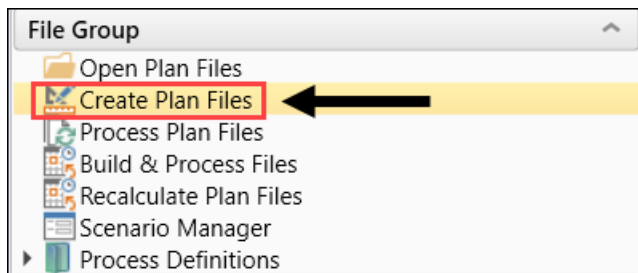 File Group
Open Plan Files
Create Plan Files
Process Plan Files
Build & Process Files
Recalculate Plan Files
Scenario Manager
Process Definitions